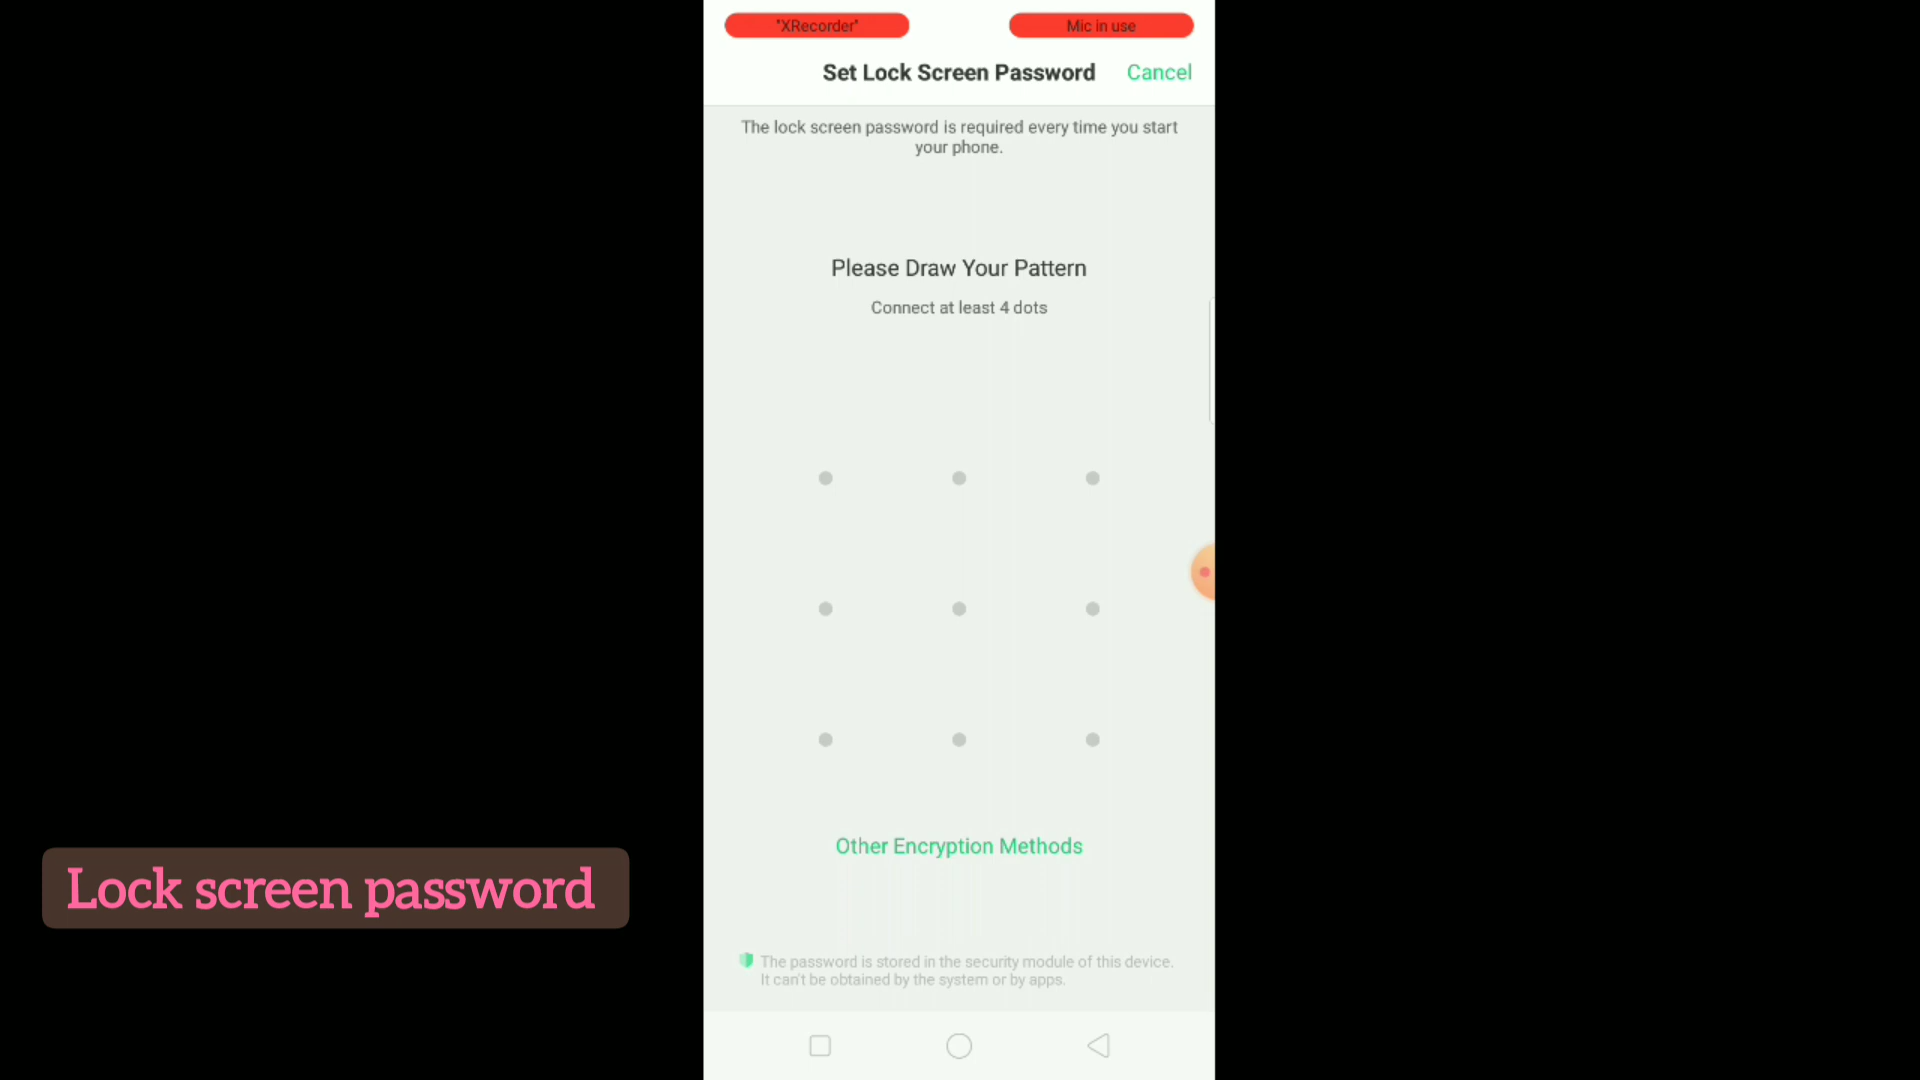 "XRecorder"
Mic in use
Set Lock Screen Password
Cancel
The lock screen password is required every time you start
your phone.
Please Draw Your Pattern
Connect at least 4 dots
Other Encryption Methods
Lock screen password
The password is stored in the security module of this device.
It can't be obtained by the system or by apps.